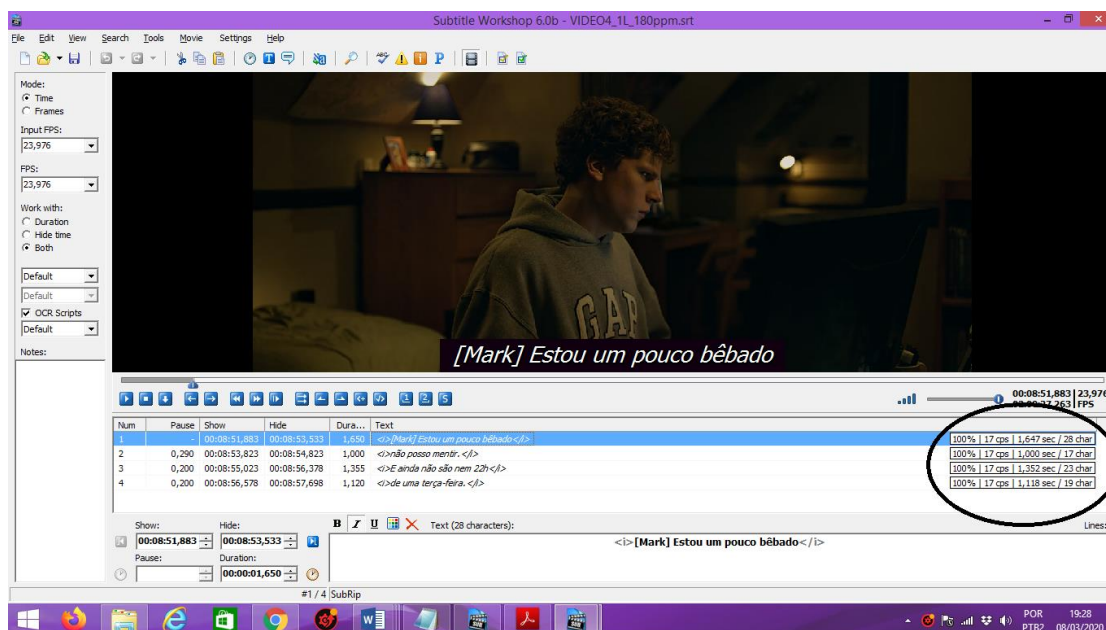 Subtitle Workshop 6.0b - VIDEO4_1L_180ppm.srt
File Edit View Search Tools Movie Settings Help
Mode:
Time
Frames
Input FPS:
23,976
FPS:
23,976
Work with:
Duration
Hide time
Both
Default
Default
OCR Scripts
Default
Notes:
GAP
[Mark] Estou um pouco bêbado
00:08:51,883 23,976
FPS
Num Pause Show Hide Dura... Text
1 - 00:08:51,883 00:08:53,533 1,650 <i>[Mark] Estou um pouco bêbado</i> 100% | 17 cps | 1,647 sec / 28 char
2 0,290 00:08:53,823 00:08:54,823 1,000 <i>não posso mentir. </i> 100% | 17 cps | 1,000 sec / 17 char
3 0,200 00:08:55,023 00:08:56,378 1,355 <i>E ainda não são nem 22h</i> 100% | 17 cps | 1,352 sec / 23 char
4 0,200 00:08:56,578 00:08:57,698 1,120 <i>de uma terça-feira. </i> 100% | 17 cps | 1,118 sec / 19 char
Show: Hide: B I U Text (28 characters): Lines:
00:08:51,883 00:08:53,533 <i>[Mark] Estou um pouco bêbado</i>
Pause: Duration:
00:00:01,650
#1 / 4 SubRip
POR 19:28
PTB2 08/03/2020